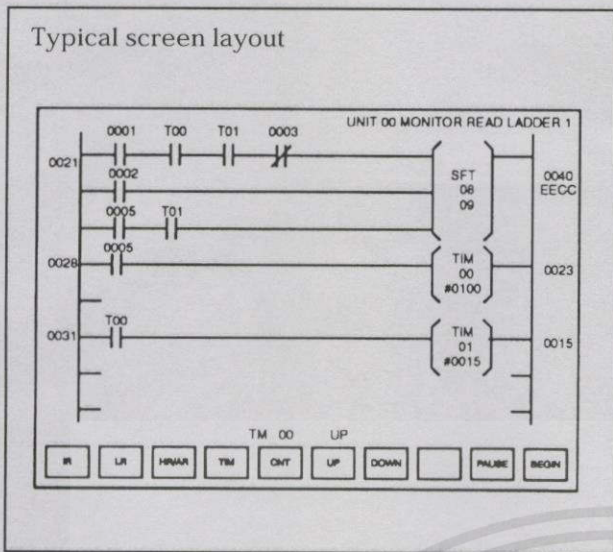 Typical screen layout
UNIT 00 MONITOR READ LADDER 1
0001 T00 T01 0003
0021
SFT
08
09
0040
EECC
0002
0005 T01
0028
0005
TIM
00
#0100
0023
0031
T00
TIM
01
#0015
0015
TM 00 UP
IR LR HR/AR TIM CNT UP DOWN PAUSE BEGIN